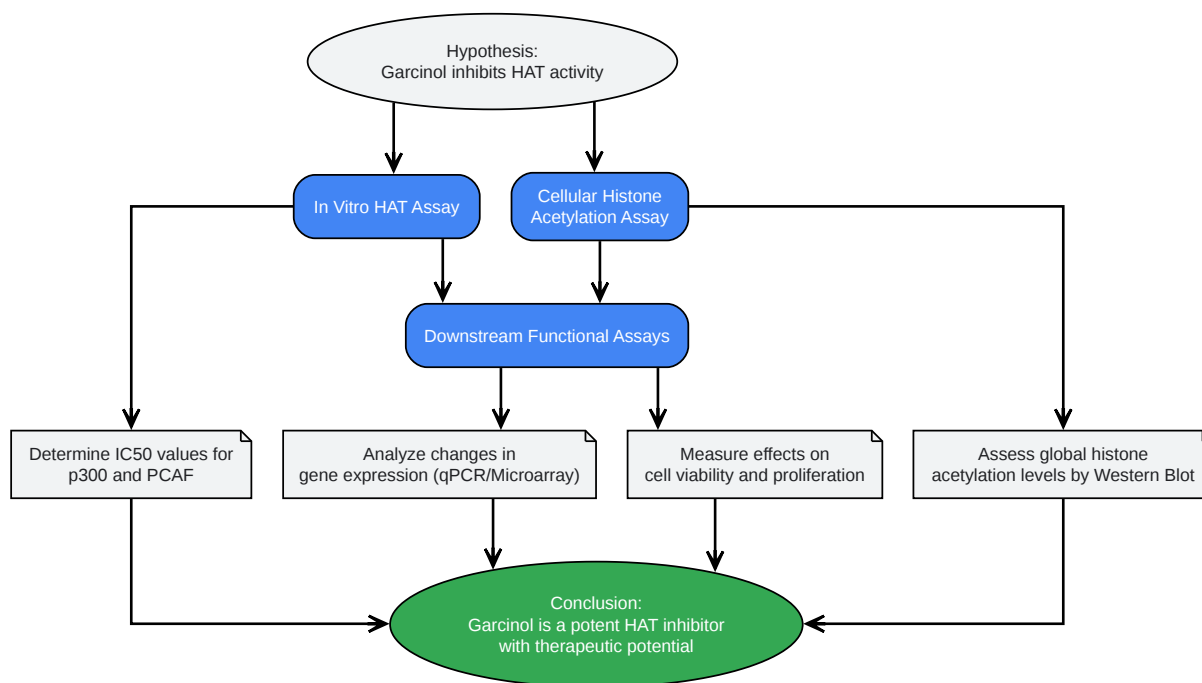 Hypothesis:
Garcinol inhibits HAT activity
In Vitro HAT Assay
Cellular Histone
Acetylation Assay
Downstream Functional Assays
Determine IC50 values for
p300 and PCAF
Analyze changes in
gene expression (qPCR/Microarray)
Measure effects on
cell viability and proliferation
Assess global histone
acetylation levels by Western Blot
Conclusion:
Garcinol is a potent HAT inhibitor
with therapeutic potential